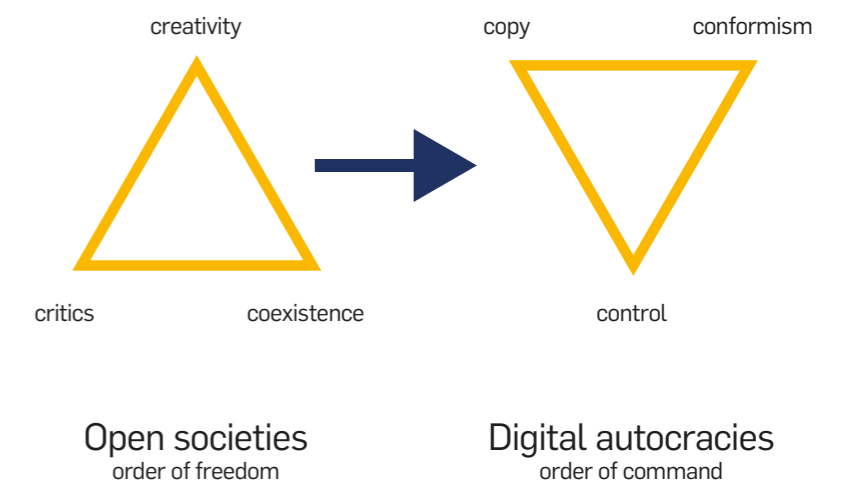 creativity
copy
conformism
critics
coexistence
control
Open societies
order of freedom
Digital autocracies
order of command